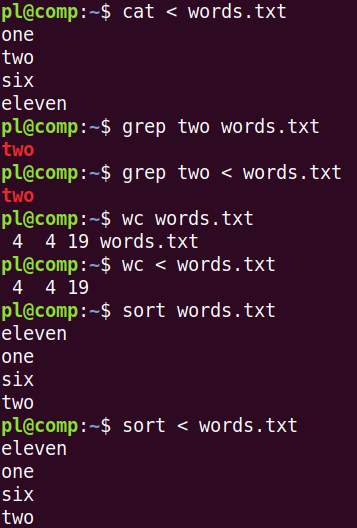 pl@comp:~$ cat < words.txt
one
two
six
eleven
pl@comp:~$ grep two words.txt
two
pl@comp:~$ grep two < words.txt
two
pl@comp:~$ wc words.txt
 4  4 19 words.txt
pl@comp:~$ wc < words.txt
 4  4 19
pl@comp:~$ sort words.txt
eleven
one
six
two
pl@comp:~$ sort < words.txt
eleven
one
six
two